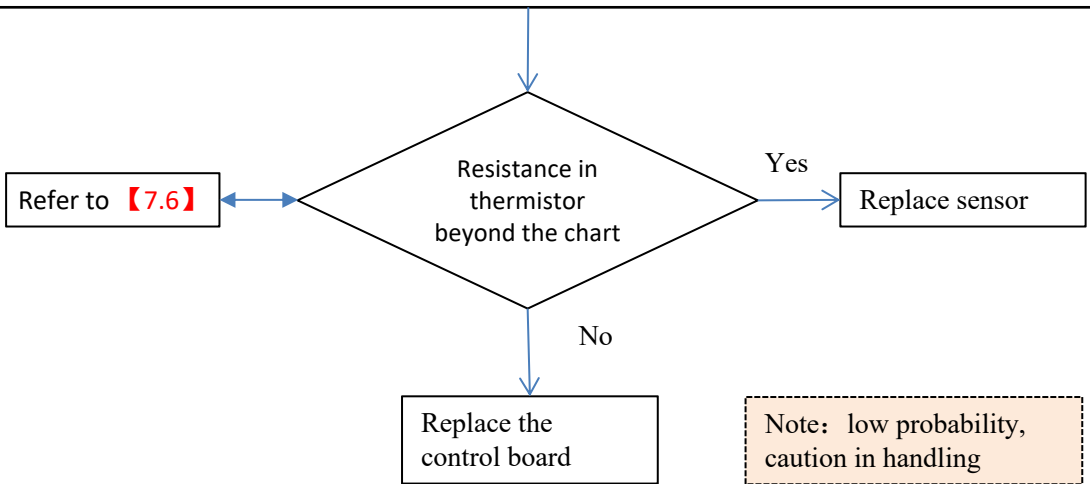 Resistance in
thermistor
beyond the chart
Refer to 【7.6】
Yes
Replace sensor
No
Replace the
control board
Note：low probability,
caution in handling